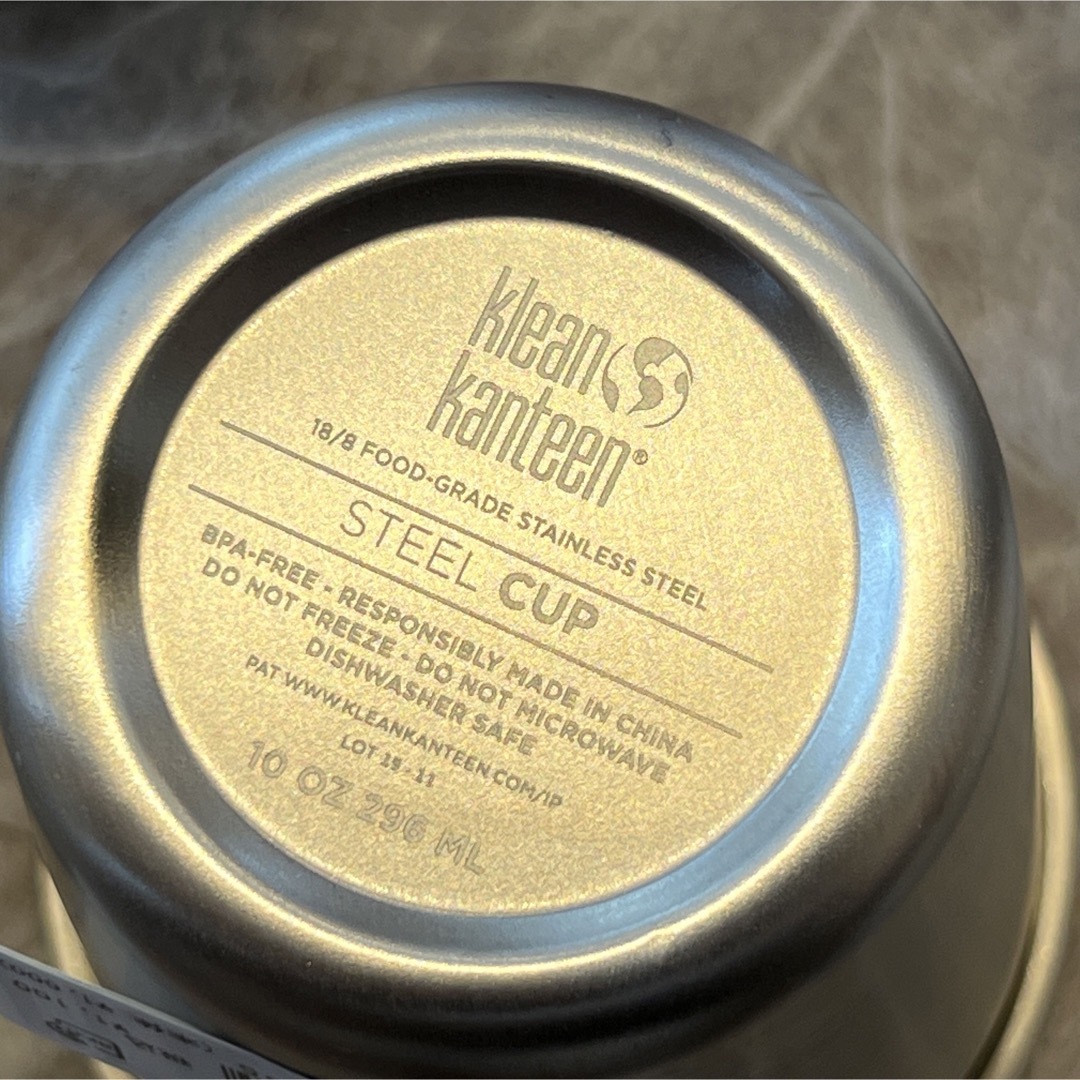 klean
kanteen®
18/8 FOOD-GRADE STAINLESS STEEL
STEEL CUP
BPA-FREE - RESPONSIBLY MADE IN CHINA
DO NOT FREEZE - DO NOT MICROWAVE
DISHWASHER SAFE
PAT WWW.KLEANKANTEEN.COM/IP
LOT 19 - 11
10 OZ 296 ML